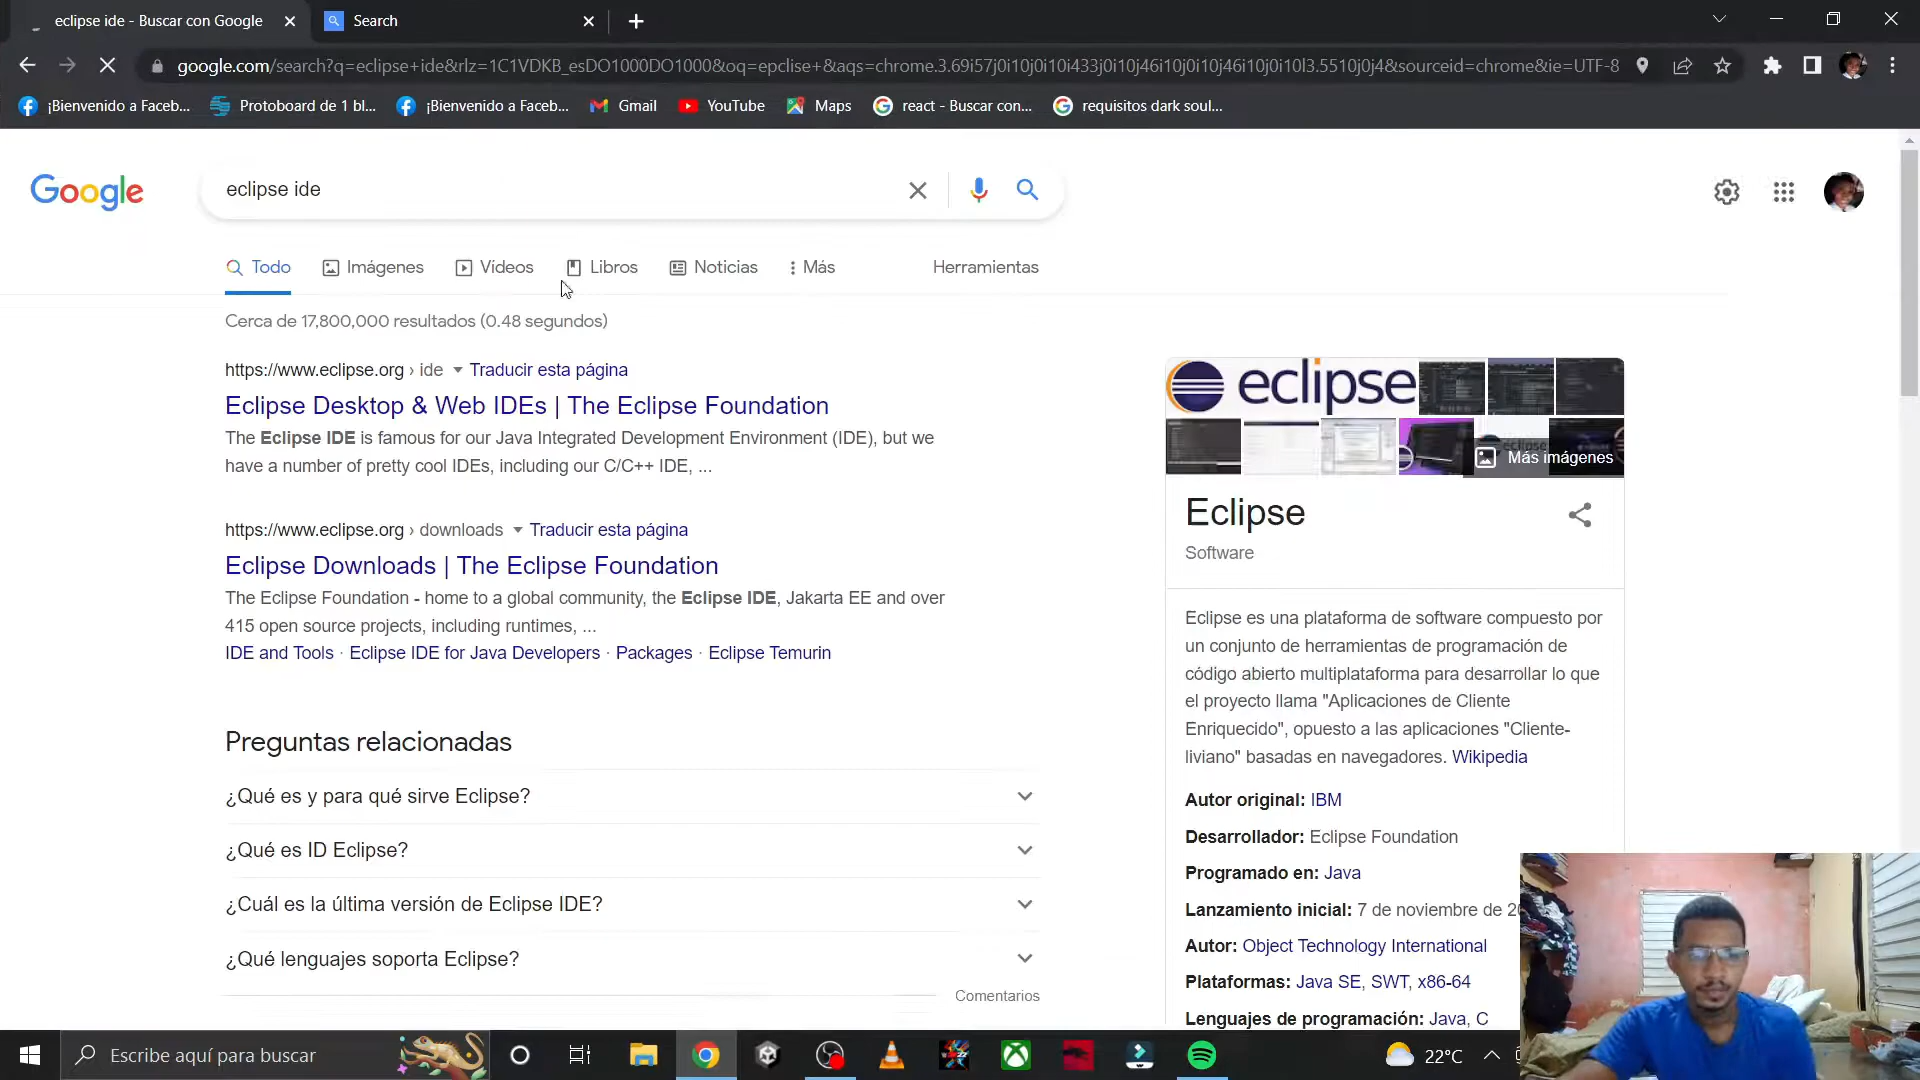 eclipse ide - Buscar con Google
Search
google.com/search?q=eclipse+ide&rlz=1C1VDKB_esDO1000DO1000&oq=epclise+&aqs=chrome.3.69i57j0i10j0i10i433j0i10j46i10j0i10j46i10j0i10l3.5510j0j4&sourceid=chrome&ie=UTF-8
¡Bienvenido a Faceb...
Protoboard de 1 bl...
¡Bienvenido a Faceb...
Gmail
YouTube
Maps
react - Buscar con...
requisitos dark soul...
Google
eclipse ide
Todo
Imágenes
Vídeos
Libros
Noticias
Más
Herramientas
Cerca de 17,800,000 resultados (0.48 segundos)
https://www.eclipse.org › ide
Traducir esta página
Eclipse Desktop & Web IDEs | The Eclipse Foundation
The Eclipse IDE is famous for our Java Integrated Development Environment (IDE), but we
have a number of pretty cool IDEs, including our C/C++ IDE, ...
https://www.eclipse.org › downloads
Traducir esta página
Eclipse Downloads | The Eclipse Foundation
The Eclipse Foundation - home to a global community, the Eclipse IDE, Jakarta EE and over
415 open source projects, including runtimes, ...
IDE and Tools · Eclipse IDE for Java Developers · Packages · Eclipse Temurin
Preguntas relacionadas
¿Qué es y para qué sirve Eclipse?
¿Qué es ID Eclipse?
¿Cuál es la última versión de Eclipse IDE?
¿Qué lenguajes soporta Eclipse?
Comentarios
eclipse
eclipse
Más imágenes
Eclipse
Software
Eclipse es una plataforma de software compuesto por
un conjunto de herramientas de programación de
código abierto multiplataforma para desarrollar lo que
el proyecto llama "Aplicaciones de Cliente
Enriquecido", opuesto a las aplicaciones "Cliente-
liviano" basadas en navegadores. Wikipedia
Autor original: IBM
Desarrollador: Eclipse Foundation
Programado en: Java
Lanzamiento inicial: 7 de noviembre de
Autor: Object Technology International
Plataformas: Java SE, SWT, x86-64
Lenguajes de programación: Java, C
Escribe aquí para buscar
22°C